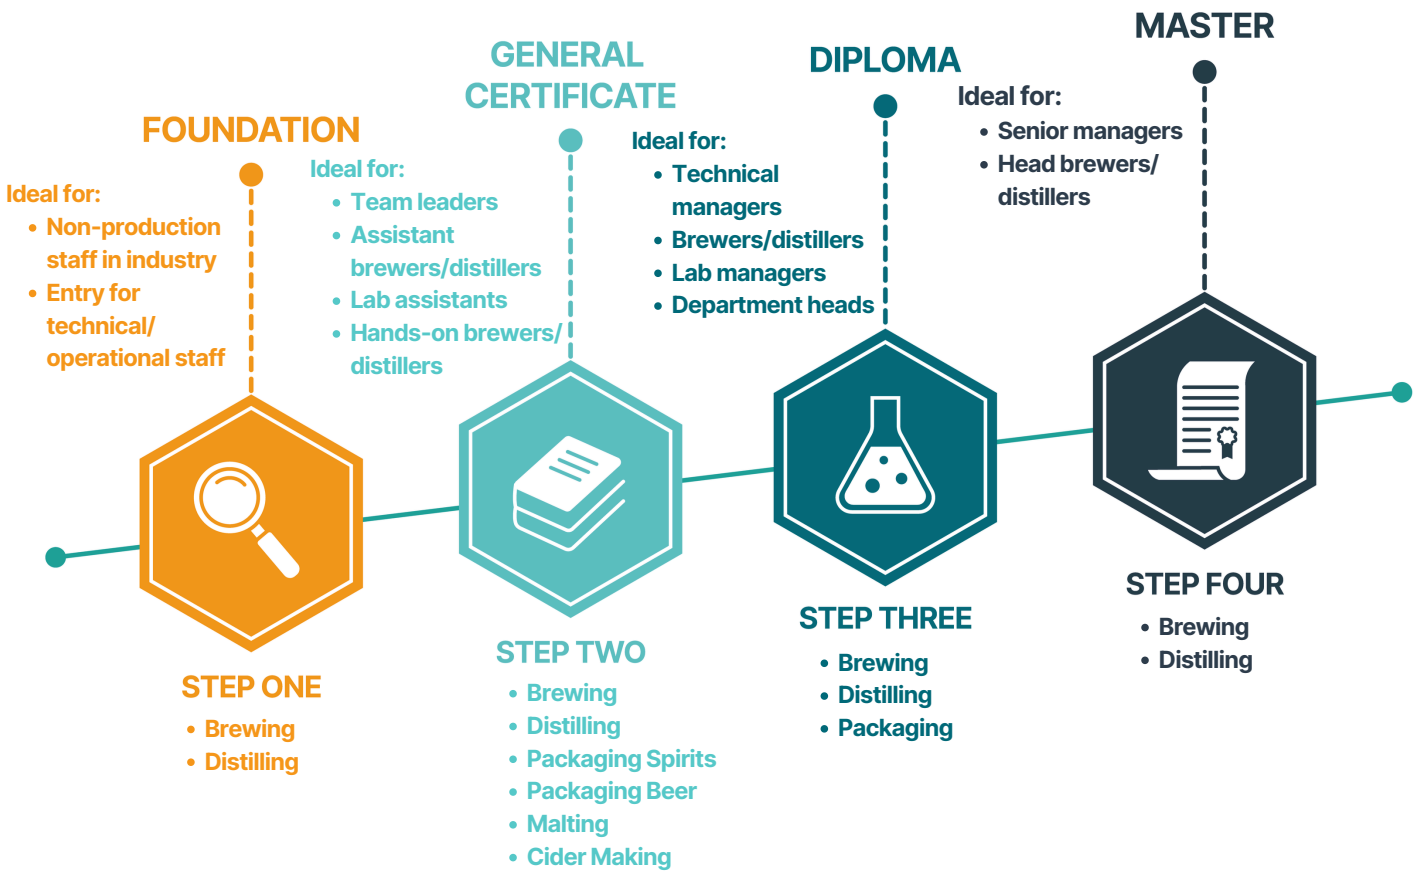 FOUNDATION
Ideal for:
• Non-production
staff in industry
• Entry for
technical/
operational staff
STEP ONE
• Brewing
• Distilling
GENERAL
CERTIFICATE
Ideal for:
• Team leaders
• Assistant
brewers/distillers
• Lab assistants
• Hands-on brewers/
distillers
STEP TWO
• Brewing
• Distilling
• Packaging Spirits
• Packaging Beer
• Malting
• Cider Making
DIPLOMA
Ideal for:
• Technical
managers
• Brewers/distillers
• Lab managers
• Department heads
STEP THREE
• Brewing
• Distilling
• Packaging
MASTER
Ideal for:
• Senior managers
• Head brewers/
distillers
STEP FOUR
• Brewing
• Distilling